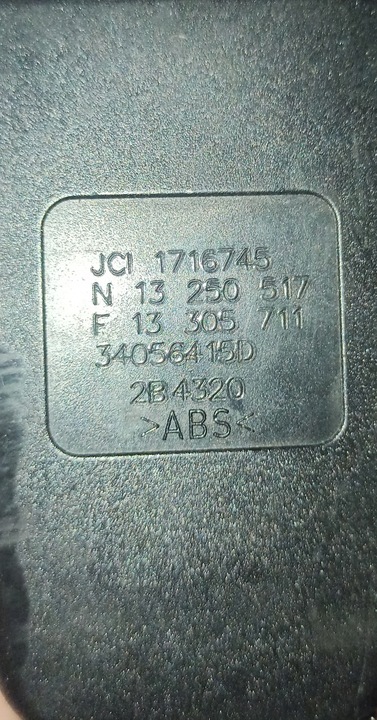 JCI 1716745
N 13 250 517
F 13 305 711
34056415D
2B4320
>ABS<